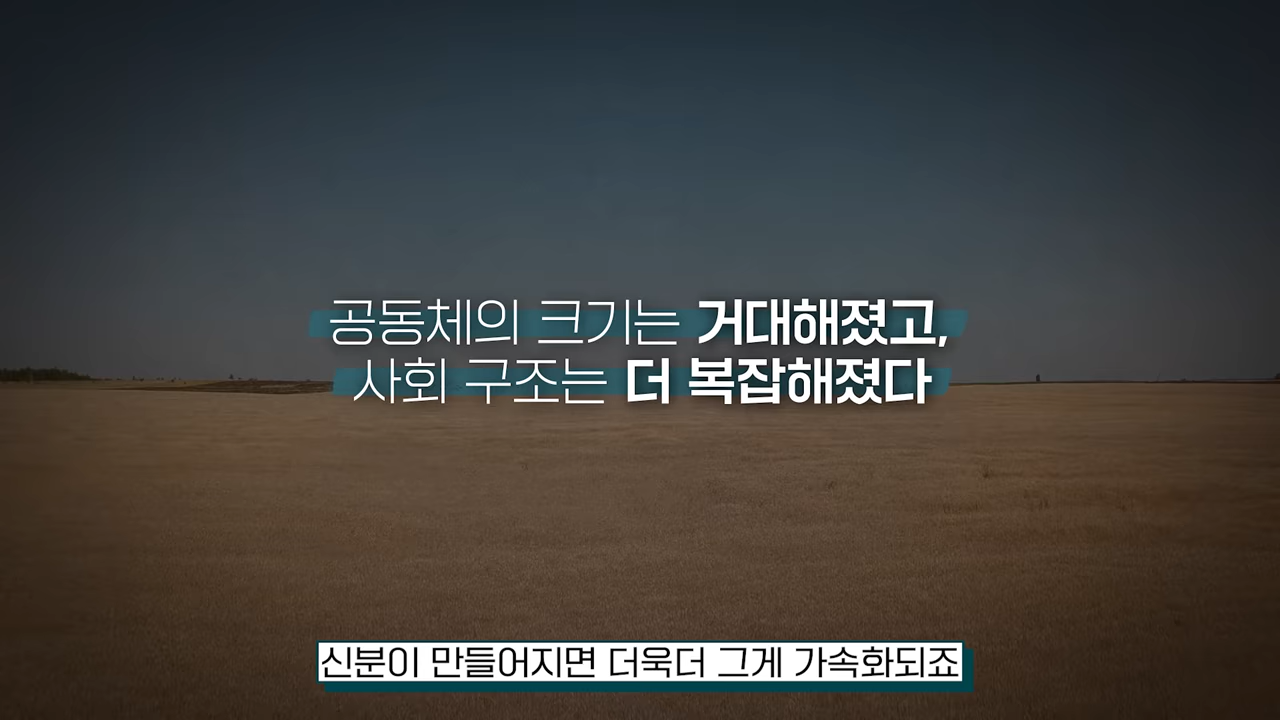 공동체의 크기는 거대해졌고,
사회 구조는 더 복잡해졌다
신분이 만들어지면 더욱더 그게 가속화되죠